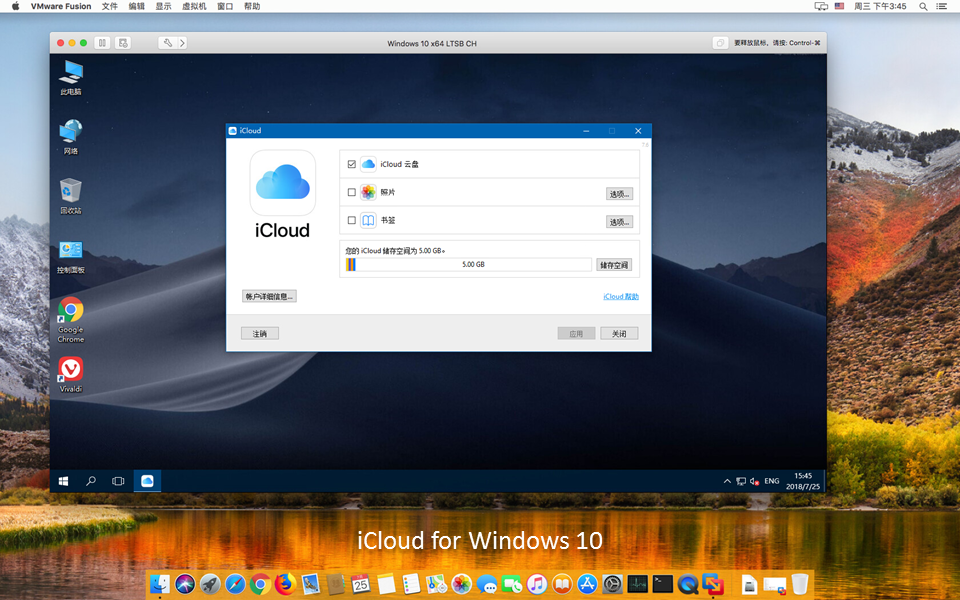 VMware Fusion 文件 编辑 显示 虚拟机 窗口 帮助 周三 下午3:45
Windows 10 x64 LTSB CH
要释放鼠标，请按: Control-⌘
此电脑
网络
回收站
控制面板
Google
Chrome
Vivaldi
iCloud
iCloud
iCloud 云盘
照片
选项...
书签
选项...
您的 iCloud 储存空间为 5.00 GB。
5.00 GB
储存空间
帐户详细信息...
iCloud 帮助
注销
应用
关闭
ENG
15:45
2018/7/25
iCloud for Windows 10
25